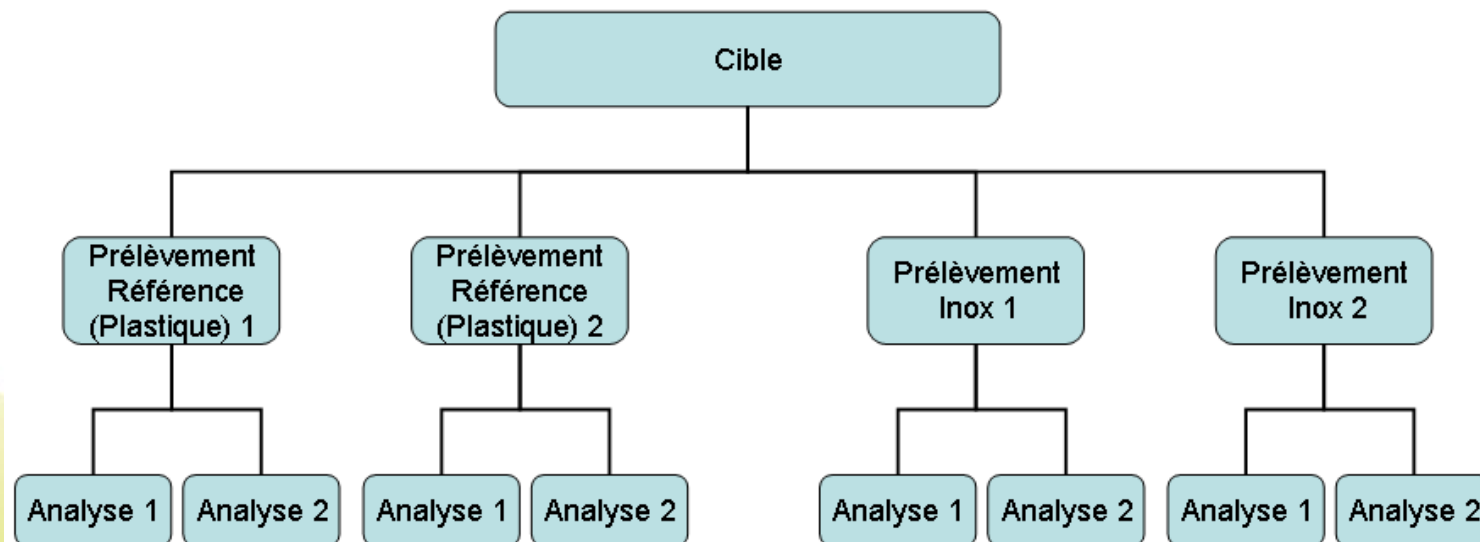 Cible
Prélèvement
Référence
(Plastique) 1
Prélèvement
Référence
(Plastique) 2
Prélèvement
Inox 1
Prélèvement
Inox 2
Analyse 1
Analyse 2
Analyse 1
Analyse 2
Analyse 1
Analyse 2
Analyse 1
Analyse 2